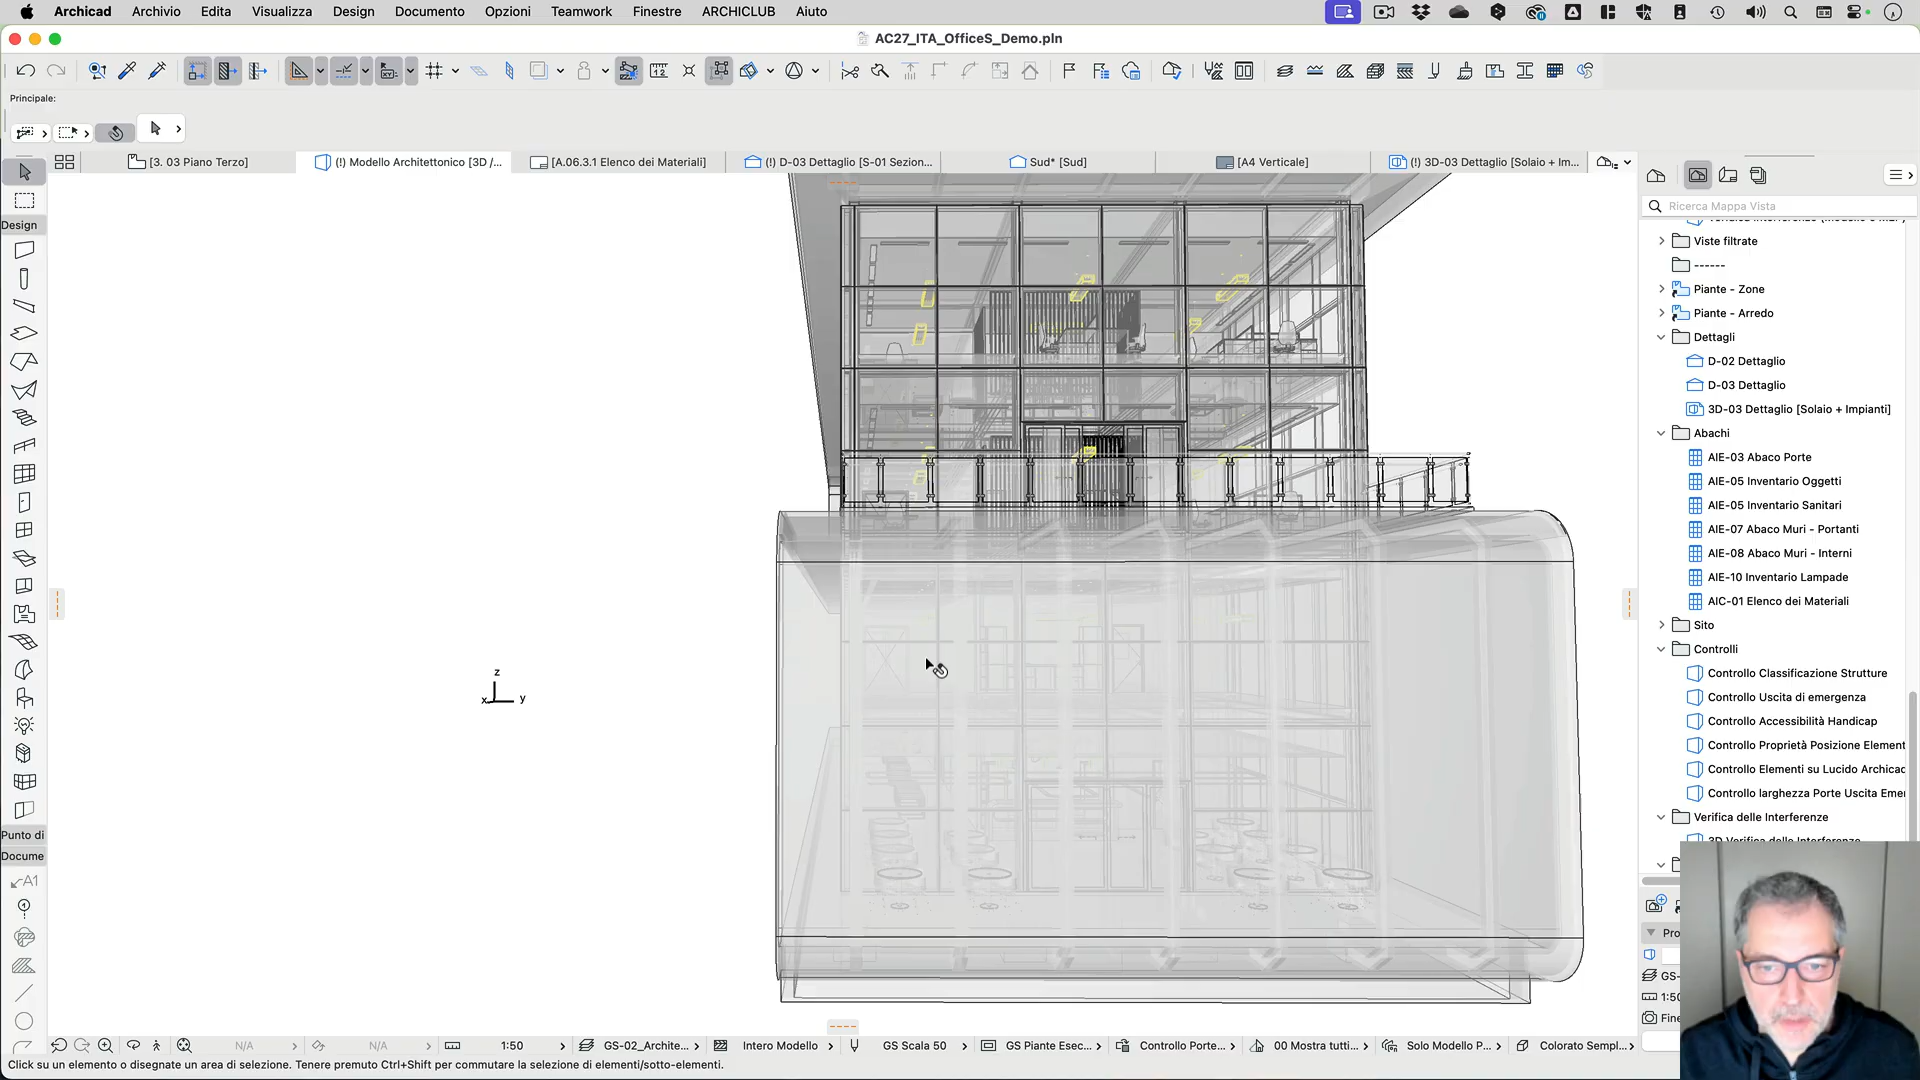 Archicad Archivio Edita Visualizza Design Documento Opzioni Teamwork Finestre ARCHICLUB Aiuto
AC27_ITA_OfficeS_Demo.pln
Principale:
[3. 03 Piano Terzo] (!) Modello Architettonico [3D /... [A.06.3.1 Elenco dei Materiali] (!) D-03 Dettaglio [S-01 Sezion... Sud* [Sud] [A4 Verticale] (!) 3D-03 Dettaglio [Solaio + Im...
Ricerca Mappa Vista
Design
Viste filtrate
------
Piante - Zone
Piante - Arredo
Dettagli
D-02 Dettaglio
D-03 Dettaglio
3D-03 Dettaglio [Solaio + Impianti]
Abachi
AIE-03 Abaco Porte
AIE-05 Inventario Oggetti
AIE-05 Inventario Sanitari
AIE-07 Abaco Muri - Portanti
AIE-08 Abaco Muri - Interni
AIE-10 Inventario Lampade
AIC-01 Elenco dei Materiali
Sito
Controlli
Controllo Classificazione Strutture
Controllo Uscita di emergenza
Controllo Accessibilità Handicap
Controllo Proprietà Posizione Element
Controllo Elementi su Lucido Archicad
Controllo larghezza Porte Uscita Emer
Verifica delle Interferenze
3D Verifica delle Interferenze
z
x y
Punto di
Docume
A1
Pro
GS-
1:50
Fine
N/A N/A 1:50 GS-02_Archite... Intero Modello GS Scala 50 GS Piante Esec... Controllo Porte... 00 Mostra tutti... Solo Modello P... Colorato Sempl...
Click su un elemento o disegnate un area di selezione. Tenere premuto Ctrl+Shift per commutare la selezione di elementi/sotto-elementi.